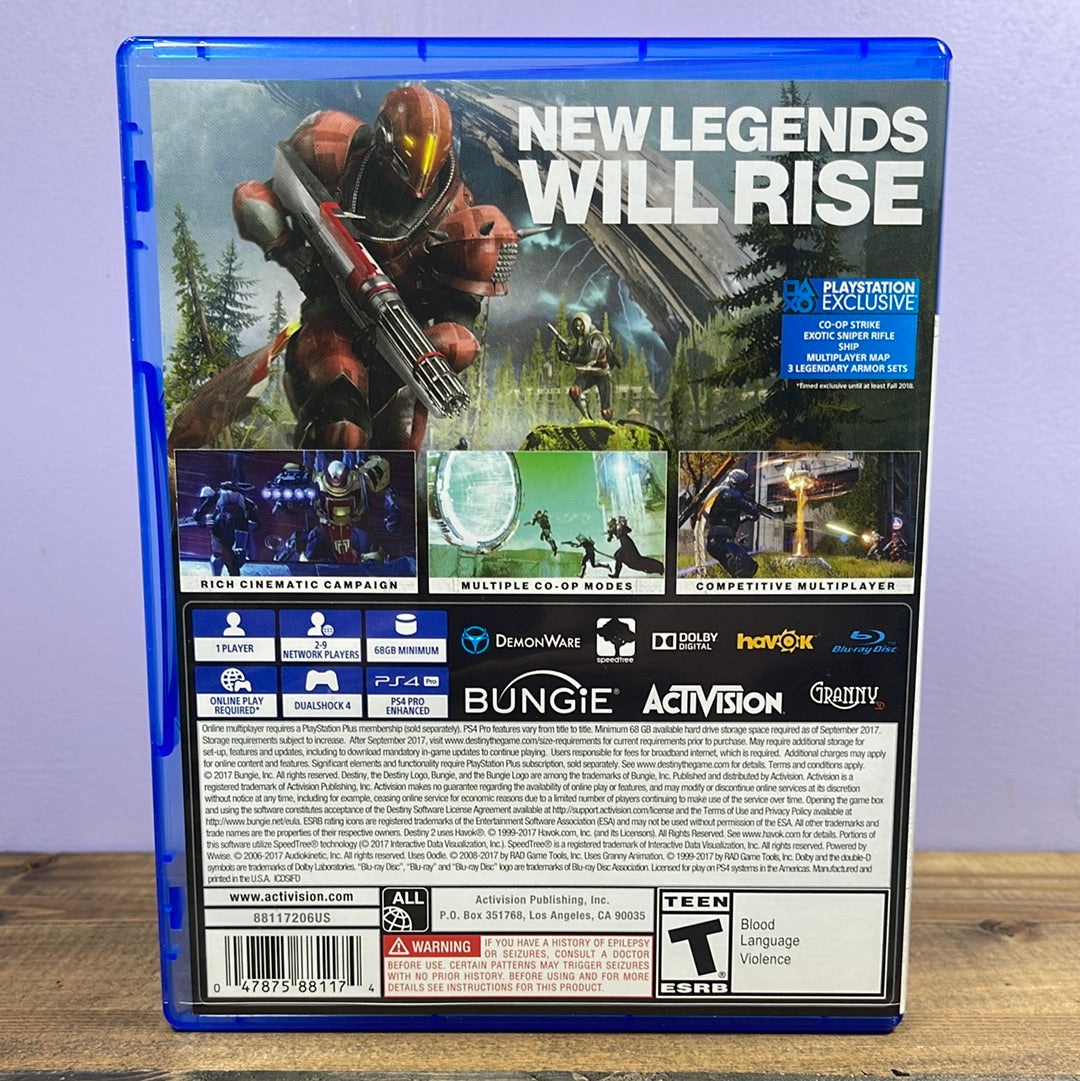 NEW LEGENDS
WILL RISE
PLAYSTATION
EXCLUSIVE
CO-OP STRIKE
EXOTIC SNIPER RIFLE
SHIP
MULTIPLAYER MAP
3 LEGENDARY ARMOR SETS
*Timed exclusive until at least Fall 2018.
RICH CINEMATIC CAMPAIGN
MULTIPLE CO-OP MODES
COMPETITIVE MULTIPLAYER
1 PLAYER
2-9
NETWORK PLAYERS
68GB MINIMUM
ONLINE PLAY
REQUIRED*
DUALSHOCK 4
PS4 Pro
PS4 PRO
ENHANCED
DEMONWARE
speedtree
DOLBY
DIGITAL
havok
Blu-ray Disc
BUNGiE®
ACTIVISION
GRANNY 3D
Online multiplayer requires a PlayStation Plus membership (sold separately). PS4 Pro features vary from title to title. Minimum 68 GB available hard drive storage space required as of September 2017.
Storage requirements subject to increase. After September 2017, visit www.destinythegame.com/size-requirements for current requirements prior to purchase. May require additional storage for
set-up, features and updates, including to download mandatory in-game updates to continue playing. Users responsible for fees for broadband internet, which is required. Additional charges may apply
for online content and features. Significant elements and functionality require PlayStation Plus subscription, sold separately. See www.destinythegame.com for details. Terms and conditions apply.
© 2017 Bungie, Inc. All rights reserved. Destiny, the Destiny Logo, Bungie, and the Bungie Logo are among the trademarks of Bungie, Inc. Published and distributed by Activision. Activision is a
registered trademark of Activision Publishing, Inc. Activision makes no guarantee regarding the availability of online play or features, and may modify or discontinue online services at its discretion
without notice at any time, including for example, ceasing online service for economic reasons due to a limited number of players continuing to make use of the service over time. Opening the game box
and using the software constitutes acceptance of the Destiny Software License Agreement available at http://support.activision.com/license and the Terms of Use and Privacy Policy available at
http://www.bungie.net/eula. ESRB rating icons are registered trademarks of the Entertainment Software Association (ESA) and may not be used without permission of the ESA. All other trademarks and
trade names are the properties of their respective owners. Destiny 2 uses Havok®. © 1999-2017 Havok.com, Inc. (and its Licensors). All Rights Reserved. See www.havok.com for details. Portions of
this software utilize SpeedTree® technology (© 2017 Interactive Data Visualization, Inc.). SpeedTree® is a registered trademark of Interactive Data Visualization, Inc. All rights reserved. Powered by
Wwise. © 2006-2017 Audiokinetic, Inc. All rights reserved. Uses Oodle. © 2008-2017 by RAD Game Tools, Inc. Uses Granny Animation. © 1999-2017 by RAD Game Tools, Inc. Dolby and the double-D
symbols are trademarks of Dolby Laboratories. "Blu-ray Disc", "Blu-ray" and "Blu-ray Disc" logo are trademarks of Blu-ray Disc Association. Licensed for play on PS4 systems in the Americas. Manufactured and
printed in the U.S.A. ICDSIFD
www.activision.com
88117206US
ALL
Activision Publishing, Inc.
P.O. Box 351768, Los Angeles, CA 90035
WARNING IF YOU HAVE A HISTORY OF EPILEPSY
OR SEIZURES, CONSULT A DOCTOR
BEFORE USE. CERTAIN PATTERNS MAY TRIGGER SEIZURES
WITH NO PRIOR HISTORY. BEFORE USING AND FOR MORE
DETAILS SEE INSTRUCTIONS FOR THIS PRODUCT.
0 47875 88117 4
TEEN
T®
ESRB
Blood
Language
Violence